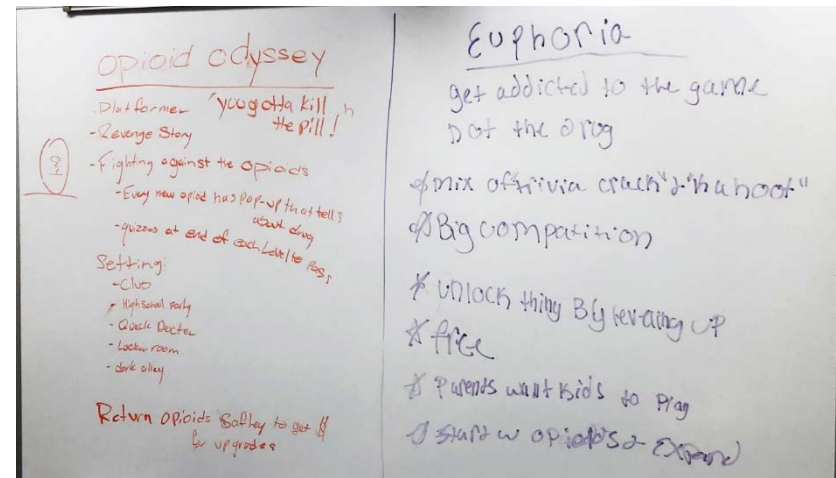 opioid odyssey
.Platformer "you gotta kill
the pill!"
-Revenge Story
-Fighting against the opioids
-Every new opiod has pop-up that tells
about drug
-quizzes at end of each Level to Pass
Setting:
-Club
-High school Party
-Quack Docter
-Locker room
-dark alley
Return opioids Saftey to get $
for upgrades
Euphoria
get addicted to the game
not the drug
mix of trivia crack" & "kahoot"
Big compatition
unlock thing By leveling up
free
Parents want kids to Play
start w opioids & Expand